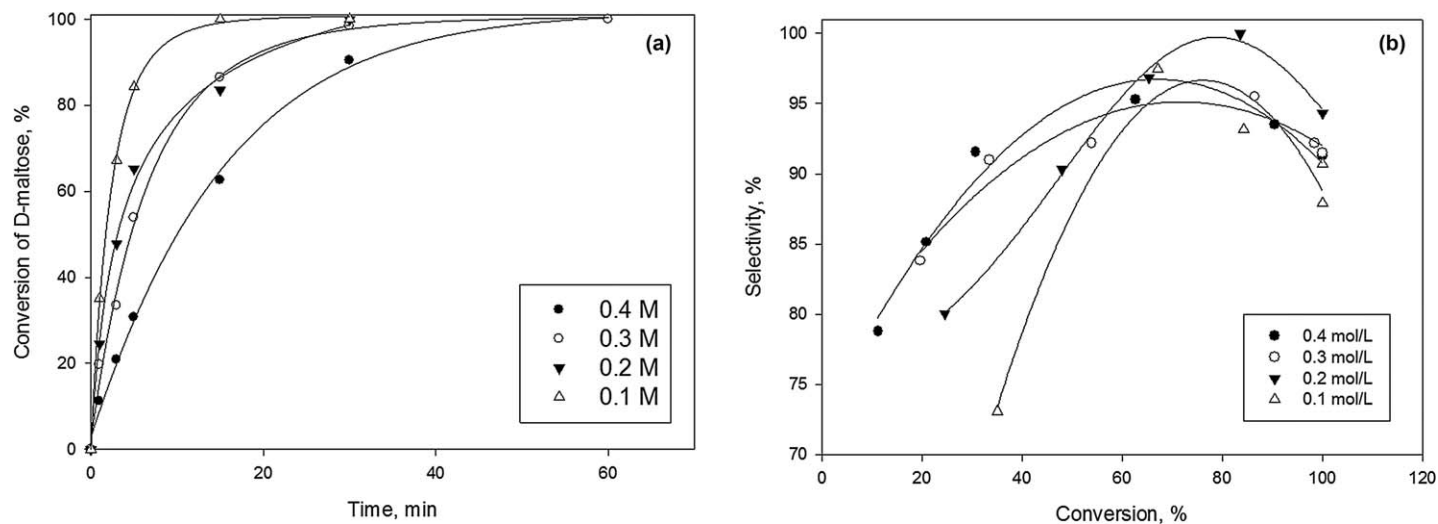 (a)
Conversion of D-maltose, %
100
80
60
40
20
0
0 20 40 60
Time, min
0.4 M
0.3 M
0.2 M
0.1 M
(b)
Selectivity, %
100
95
90
85
80
75
70
0 20 40 60 80 100 120
Conversion, %
0.4 mol/L
0.3 mol/L
0.2 mol/L
0.1 mol/L